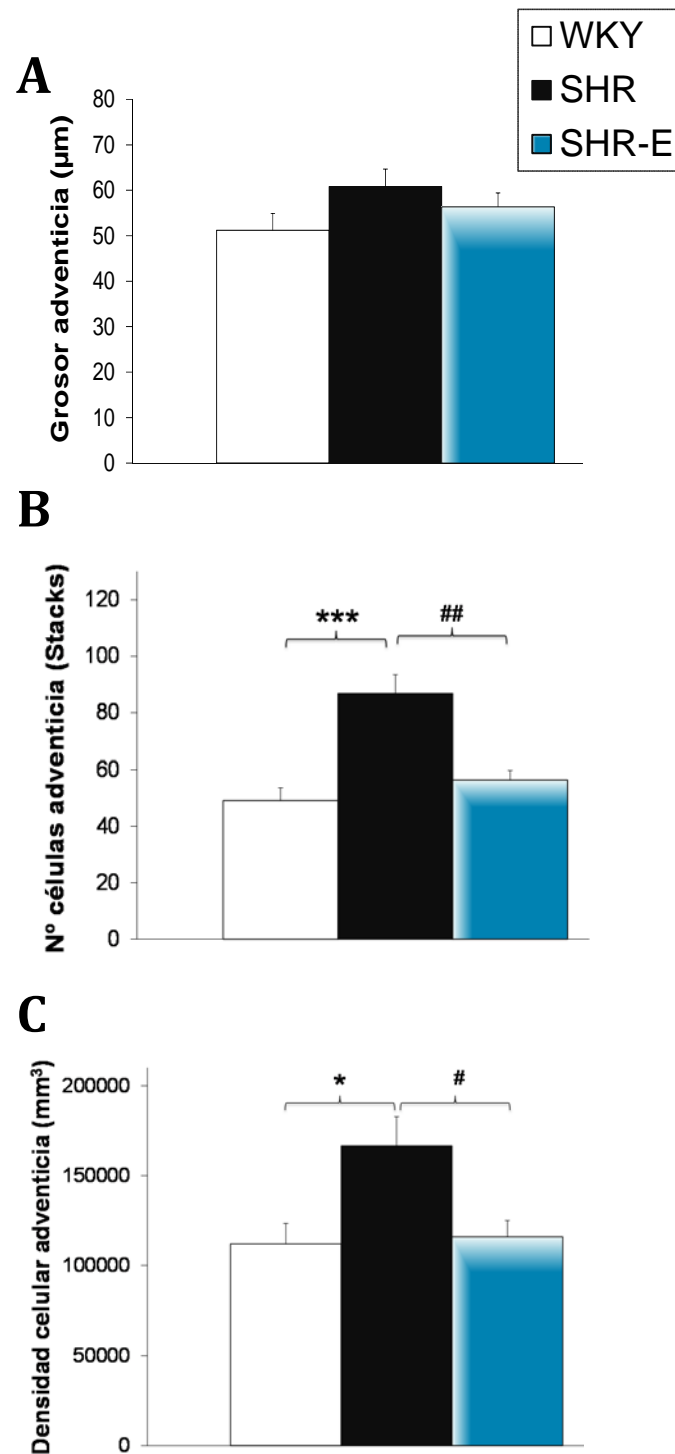 WKY
SHR
SHR-E
A
Grosor adventicia (µm)
80
70
60
50
40
30
20
10
0
B
Nº células adventicia (Stacks)
120
100
80
60
40
20
0
***
##
C
Densidad celular adventicia (mm³)
200000
150000
100000
50000
0
*
#